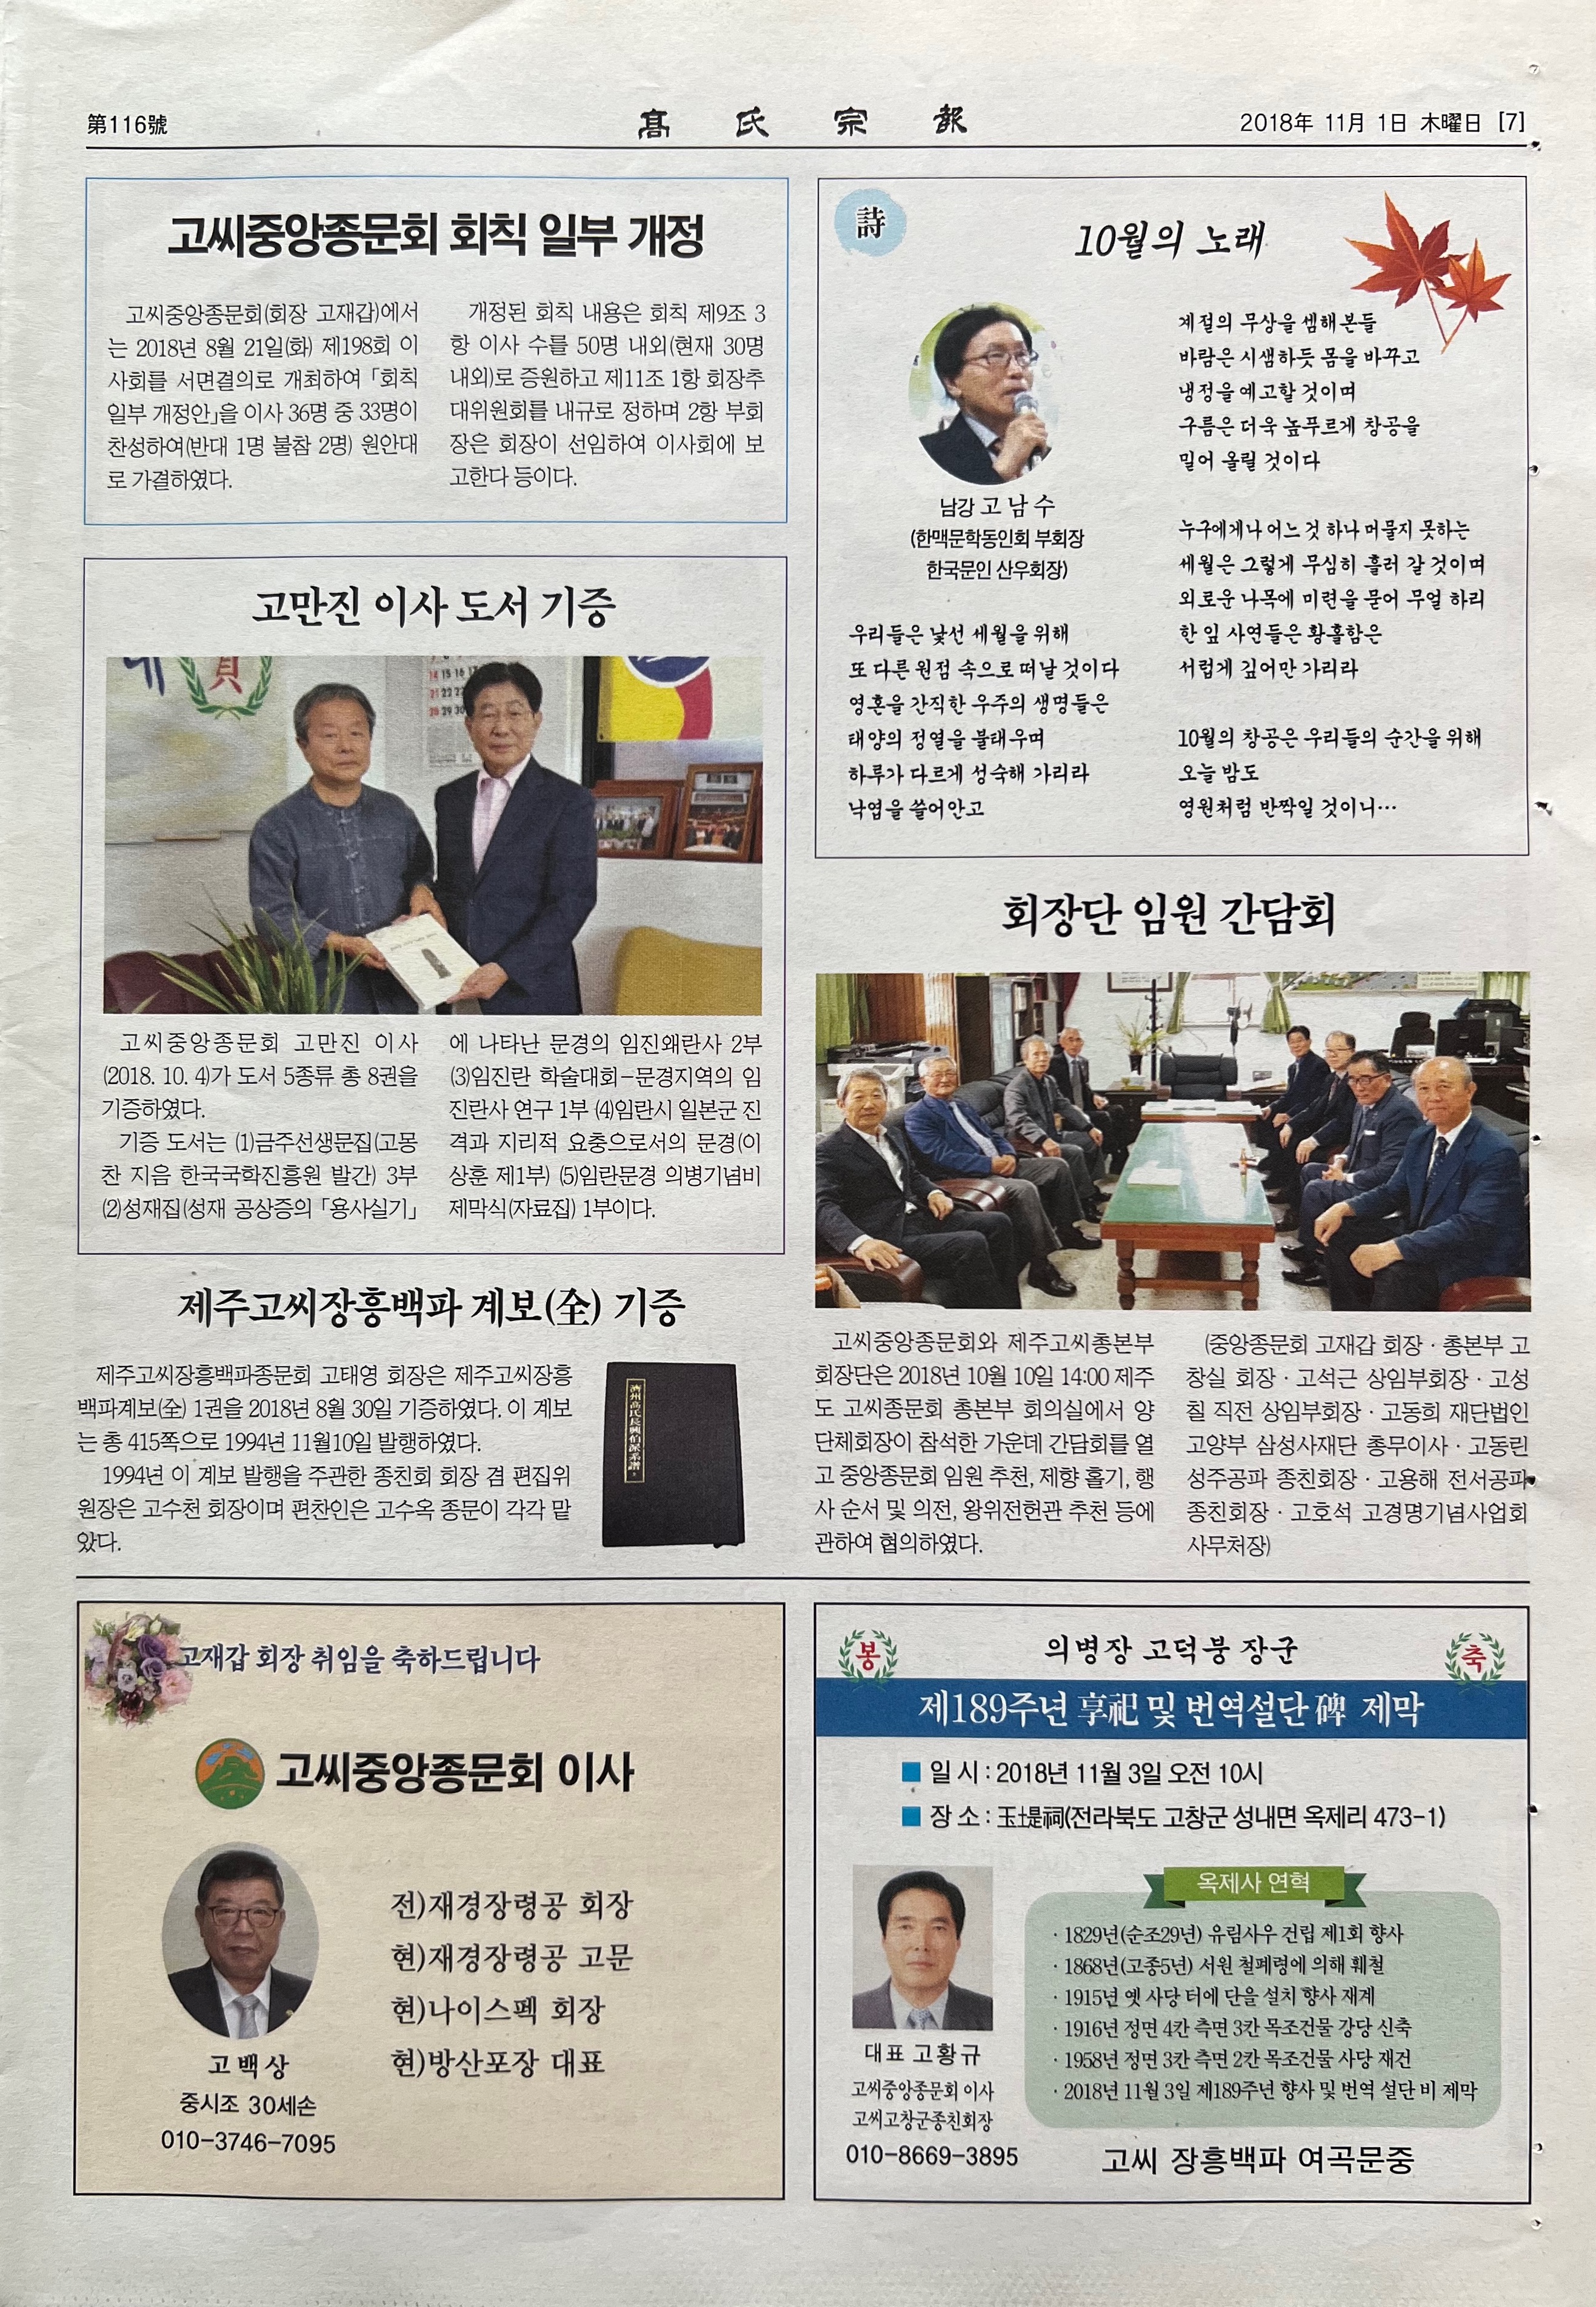 第116號
高氏宗報
2018年 11月 1日 木曜日 [7]
고씨중앙종문회 회칙 일부 개정
고씨중앙종문회(회장 고재갑)에서
는 2018년 8월 21일(화) 제198회 이
사회를 서면결의로 개최하여 「회칙
일부 개정안」을 이사 36명 중 33명이
찬성하여(반대 1명 불참 2명) 원안대
로 가결하였다.
개정된 회칙 내용은 회칙 제9조 3
항 이사 수를 50명 내외(현재 30명
내외)로 증원하고 제11조 1항 회장추
대위원회를 내규로 정하며 2항 부회
장은 회장이 선임하여 이사회에 보
고한다 등이다.
고만진 이사 도서 기증
고씨중앙종문회 고만진 이사
(2018. 10. 4)가 도서 5종류 총 8권을
기증하였다.
기증 도서는 (1)금주선생문집(고몽
찬 지음 한국국학진흥원 발간) 3부
(2)성재집(성재 공상증의 「용사실기」
에 나타난 문경의 임진왜란사 2부
(3)임진란 학술대회-문경지역의 임
진란사 연구 1부 (4)임란시 일본군 진
격과 지리적 요충으로서의 문경(이
상훈 제1부) (5)임란문경 의병기념비
제막식(자료집) 1부이다.
제주고씨장흥백파 계보(全) 기증
제주고씨장흥백파종문회 고태영 회장은 제주고씨장흥
백파계보(全) 1권을 2018년 8월 30일 기증하였다. 이 계보
는 총 415쪽으로 1994년 11월10일 발행하였다.
1994년 이 계보 발행을 주관한 종친회 회장 겸 편집위
원장은 고수천 회장이며 편찬인은 고수옥 종문이 각각 맡
았다.
濟州高氏長興伯派系譜
詩
10월의 노래
남강 고남수
(한맥문학동인회 부회장
한국문인 산우회장)
우리들은 낯선 세월을 위해
또 다른 원점 속으로 떠날 것이다
영혼을 간직한 우주의 생명들은
태양의 정열을 불태우며
하루가 다르게 성숙해 가리라
낙엽을 쓸어안고
계절의 무상을 셈해본들
바람은 시샘하듯 몸을 바꾸고
냉정을 예고할 것이며
구름은 더욱 높푸르게 창공을
밀어 올릴 것이다
누구에게나 어느 것 하나 머물지 못하는
세월은 그렇게 무심히 흘러 갈 것이며
외로운 나목에 미련을 묻어 무얼 하리
한 잎 사연들은 황홀함은
서럽게 깊어만 가리라
10월의 창공은 우리들의 순간을 위해
오늘 밤도
영원처럼 반짝일 것이니…
회장단 임원 간담회
고씨중앙종문회와 제주고씨총본부
회장단은 2018년 10월 10일 14:00 제주
도 고씨종문회 총본부 회의실에서 양
단체회장이 참석한 가운데 간담회를 열
고 중앙종문회 임원 추천, 제향 홀기, 행
사 순서 및 의전, 왕위전헌관 추천 등에
관하여 협의하였다.
(중앙종문회 고재갑 회장 · 총본부 고
창실 회장 · 고석근 상임부회장 · 고성
칠 직전 상임부회장 · 고동희 재단법인
고양부 삼성사재단 총무이사 · 고동린
성주공파 종친회장 · 고용해 전서공파
종친회장 · 고호석 고경명기념사업회
사무처장)
고재갑 회장 취임을 축하드립니다
고씨중앙종문회 이사
전)재경장령공 회장
현)재경장령공 고문
현)나이스펙 회장
현)방산포장 대표
고백상
중시조 30세손
010-3746-7095
봉
축
의병장 고덕붕 장군
제189주년 享祀 및 번역설단 碑 제막
■ 일 시 : 2018년 11월 3일 오전 10시
■ 장 소 : 玉堤祠(전라북도 고창군 성내면 옥제리 473-1)
옥제사 연혁
· 1829년(순조29년) 유림사우 건립 제1회 향사
· 1868년(고종5년) 서원 철폐령에 의해 훼철
· 1915년 옛 사당 터에 단을 설치 향사 재계
· 1916년 정면 4칸 측면 3칸 목조건물 강당 신축
· 1958년 정면 3칸 측면 2칸 목조건물 사당 재건
· 2018년 11월 3일 제189주년 향사 및 번역 설단 비 제막
대표 고황규
고씨중앙종문회 이사
고씨고창군종친회장
010-8669-3895
고씨 장흥백파 여곡문중